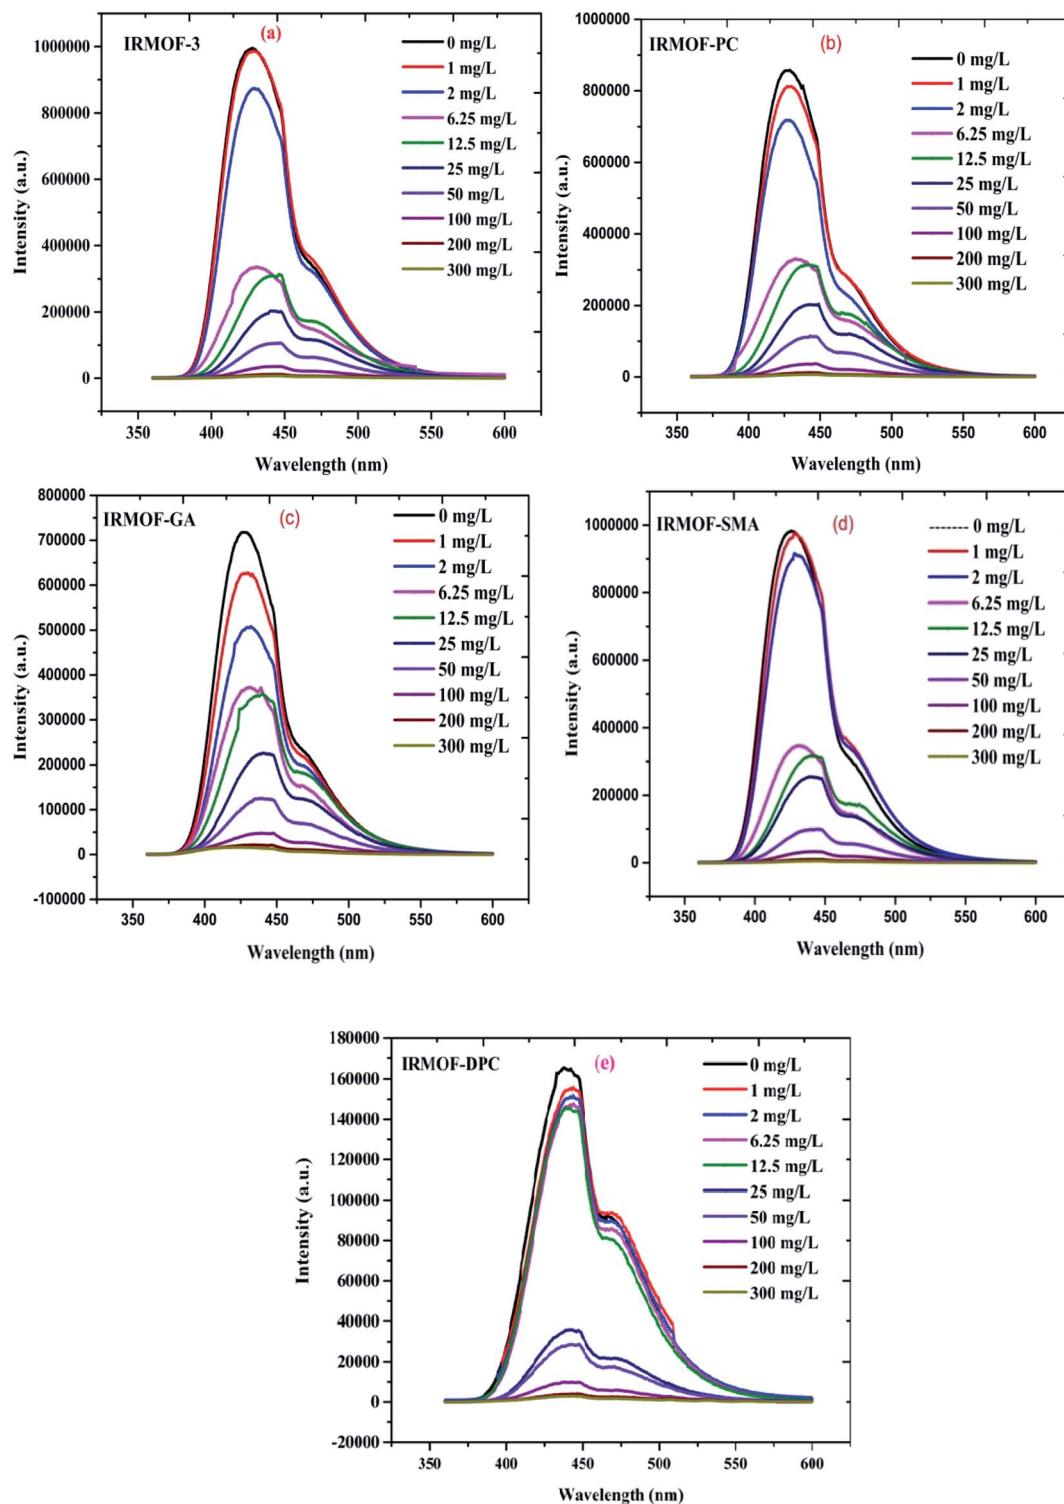 IRMOF-3
(a)
0 mg/L
1 mg/L
2 mg/L
6.25 mg/L
12.5 mg/L
25 mg/L
50 mg/L
100 mg/L
200 mg/L
300 mg/L
Intensity (a.u.)
1000000
800000
600000
400000
200000
0
350 400 450 500 550 600
Wavelength (nm)
IRMOF-PC
(b)
0 mg/L
1 mg/L
2 mg/L
6.25 mg/L
12.5 mg/L
25 mg/L
50 mg/L
100 mg/L
200 mg/L
300 mg/L
Intensity (a.u.)
1000000
800000
600000
400000
200000
0
350 400 450 500 550 600
Wavelength (nm)
IRMOF-GA
(c)
0 mg/L
1 mg/L
2 mg/L
6.25 mg/L
12.5 mg/L
25 mg/L
50 mg/L
100 mg/L
200 mg/L
300 mg/L
Intensity (a.u.)
800000
700000
600000
500000
400000
300000
200000
100000
0
-100000
350 400 450 500 550 600
Wavelength (nm)
IRMOF-SMA
(d)
0 mg/L
1 mg/L
2 mg/L
6.25 mg/L
12.5 mg/L
25 mg/L
50 mg/L
100 mg/L
200 mg/L
300 mg/L
Intensity (a.u.)
1000000
800000
600000
400000
200000
0
350 400 450 500 550 600
Wavelength (nm)
IRMOF-DPC
(e)
0 mg/L
1 mg/L
2 mg/L
6.25 mg/L
12.5 mg/L
25 mg/L
50 mg/L
100 mg/L
200 mg/L
300 mg/L
Intensity (a.u.)
180000
160000
140000
120000
100000
80000
60000
40000
20000
0
-20000
350 400 450 500 550 600
Wavelength (nm)